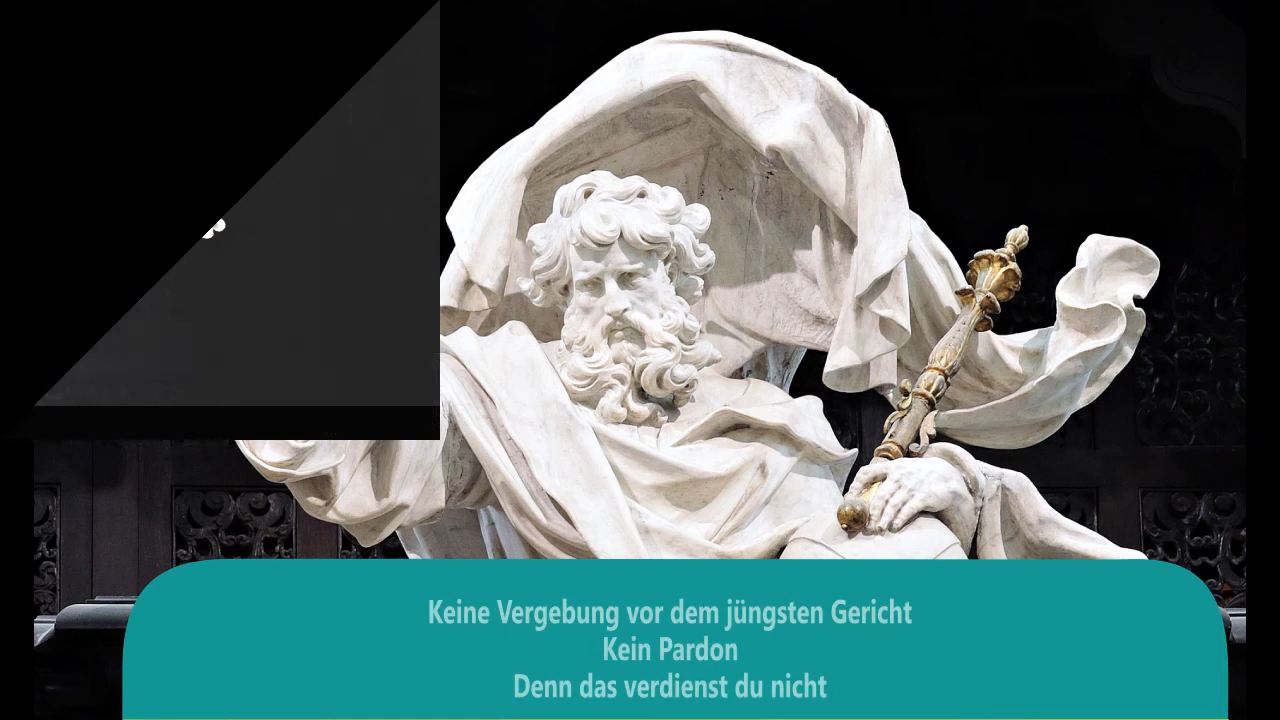 Keine Vergebung vor dem jüngsten Gericht
Kein Pardon
Denn das verdienst du nicht